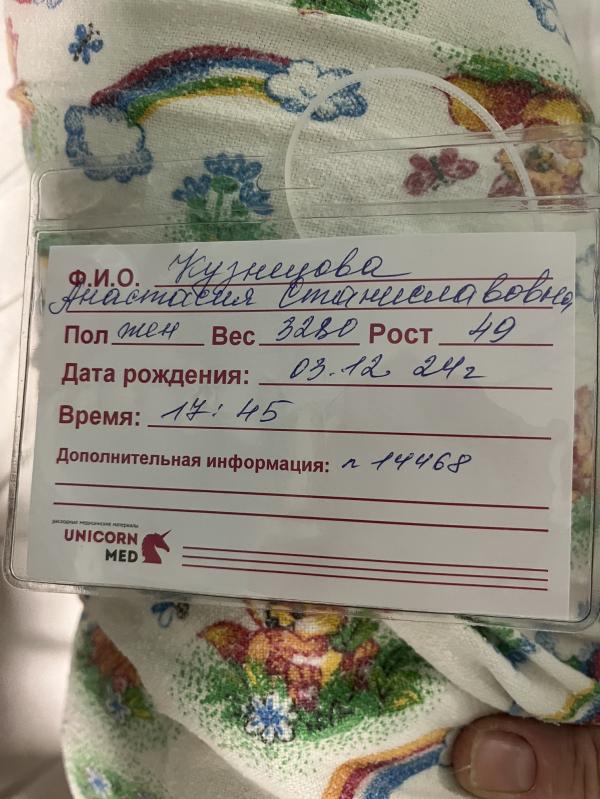 Ф.И.О. Кузнецова
Анастасия Станиславовна
Пол жен Вес 3280 Рост 49
Дата рождения: 03.12 24г
Время: 17:45
Дополнительная информация: п 14468
расходные медицинские материалы
UNICORN
MED